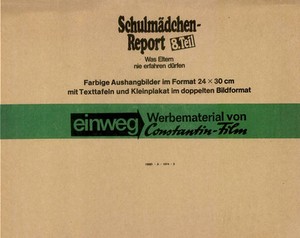 Schulmädchen-
Report 8. Teil
Was Eltern
nie erfahren dürfen
Farbige Aushangbilder im Format 24 × 30 cm
mit Texttafeln und Kleinplakat im doppelten Bildformat
einweg Werbematerial von
Constantin-Film